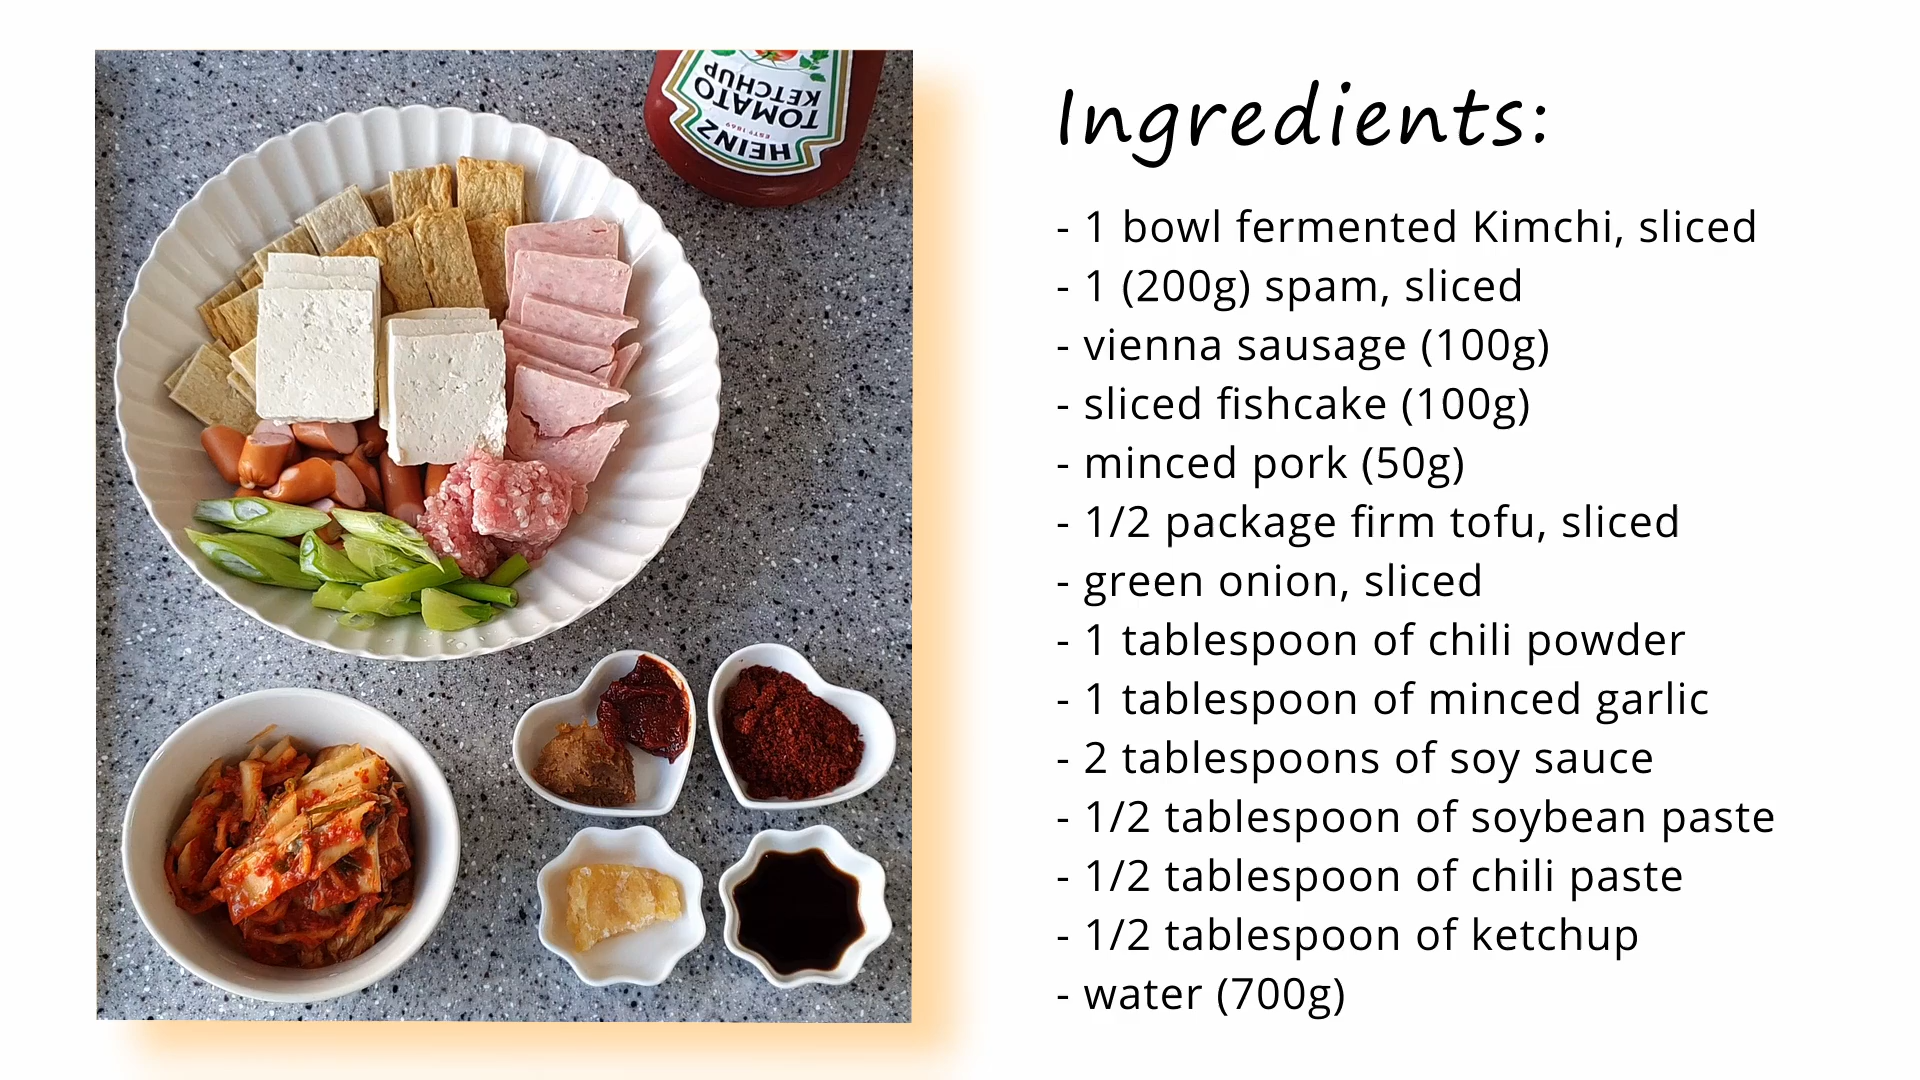 HEINZ
ESTD 1869
TOMATO
KETCHUP
Ingredients:
- 1 bowl fermented Kimchi, sliced
- 1 (200g) spam, sliced
- vienna sausage (100g)
- sliced fishcake (100g)
- minced pork (50g)
- 1/2 package firm tofu, sliced
- green onion, sliced
- 1 tablespoon of chili powder
- 1 tablespoon of minced garlic
- 2 tablespoons of soy sauce
- 1/2 tablespoon of soybean paste
- 1/2 tablespoon of chili paste
- 1/2 tablespoon of ketchup
- water (700g)